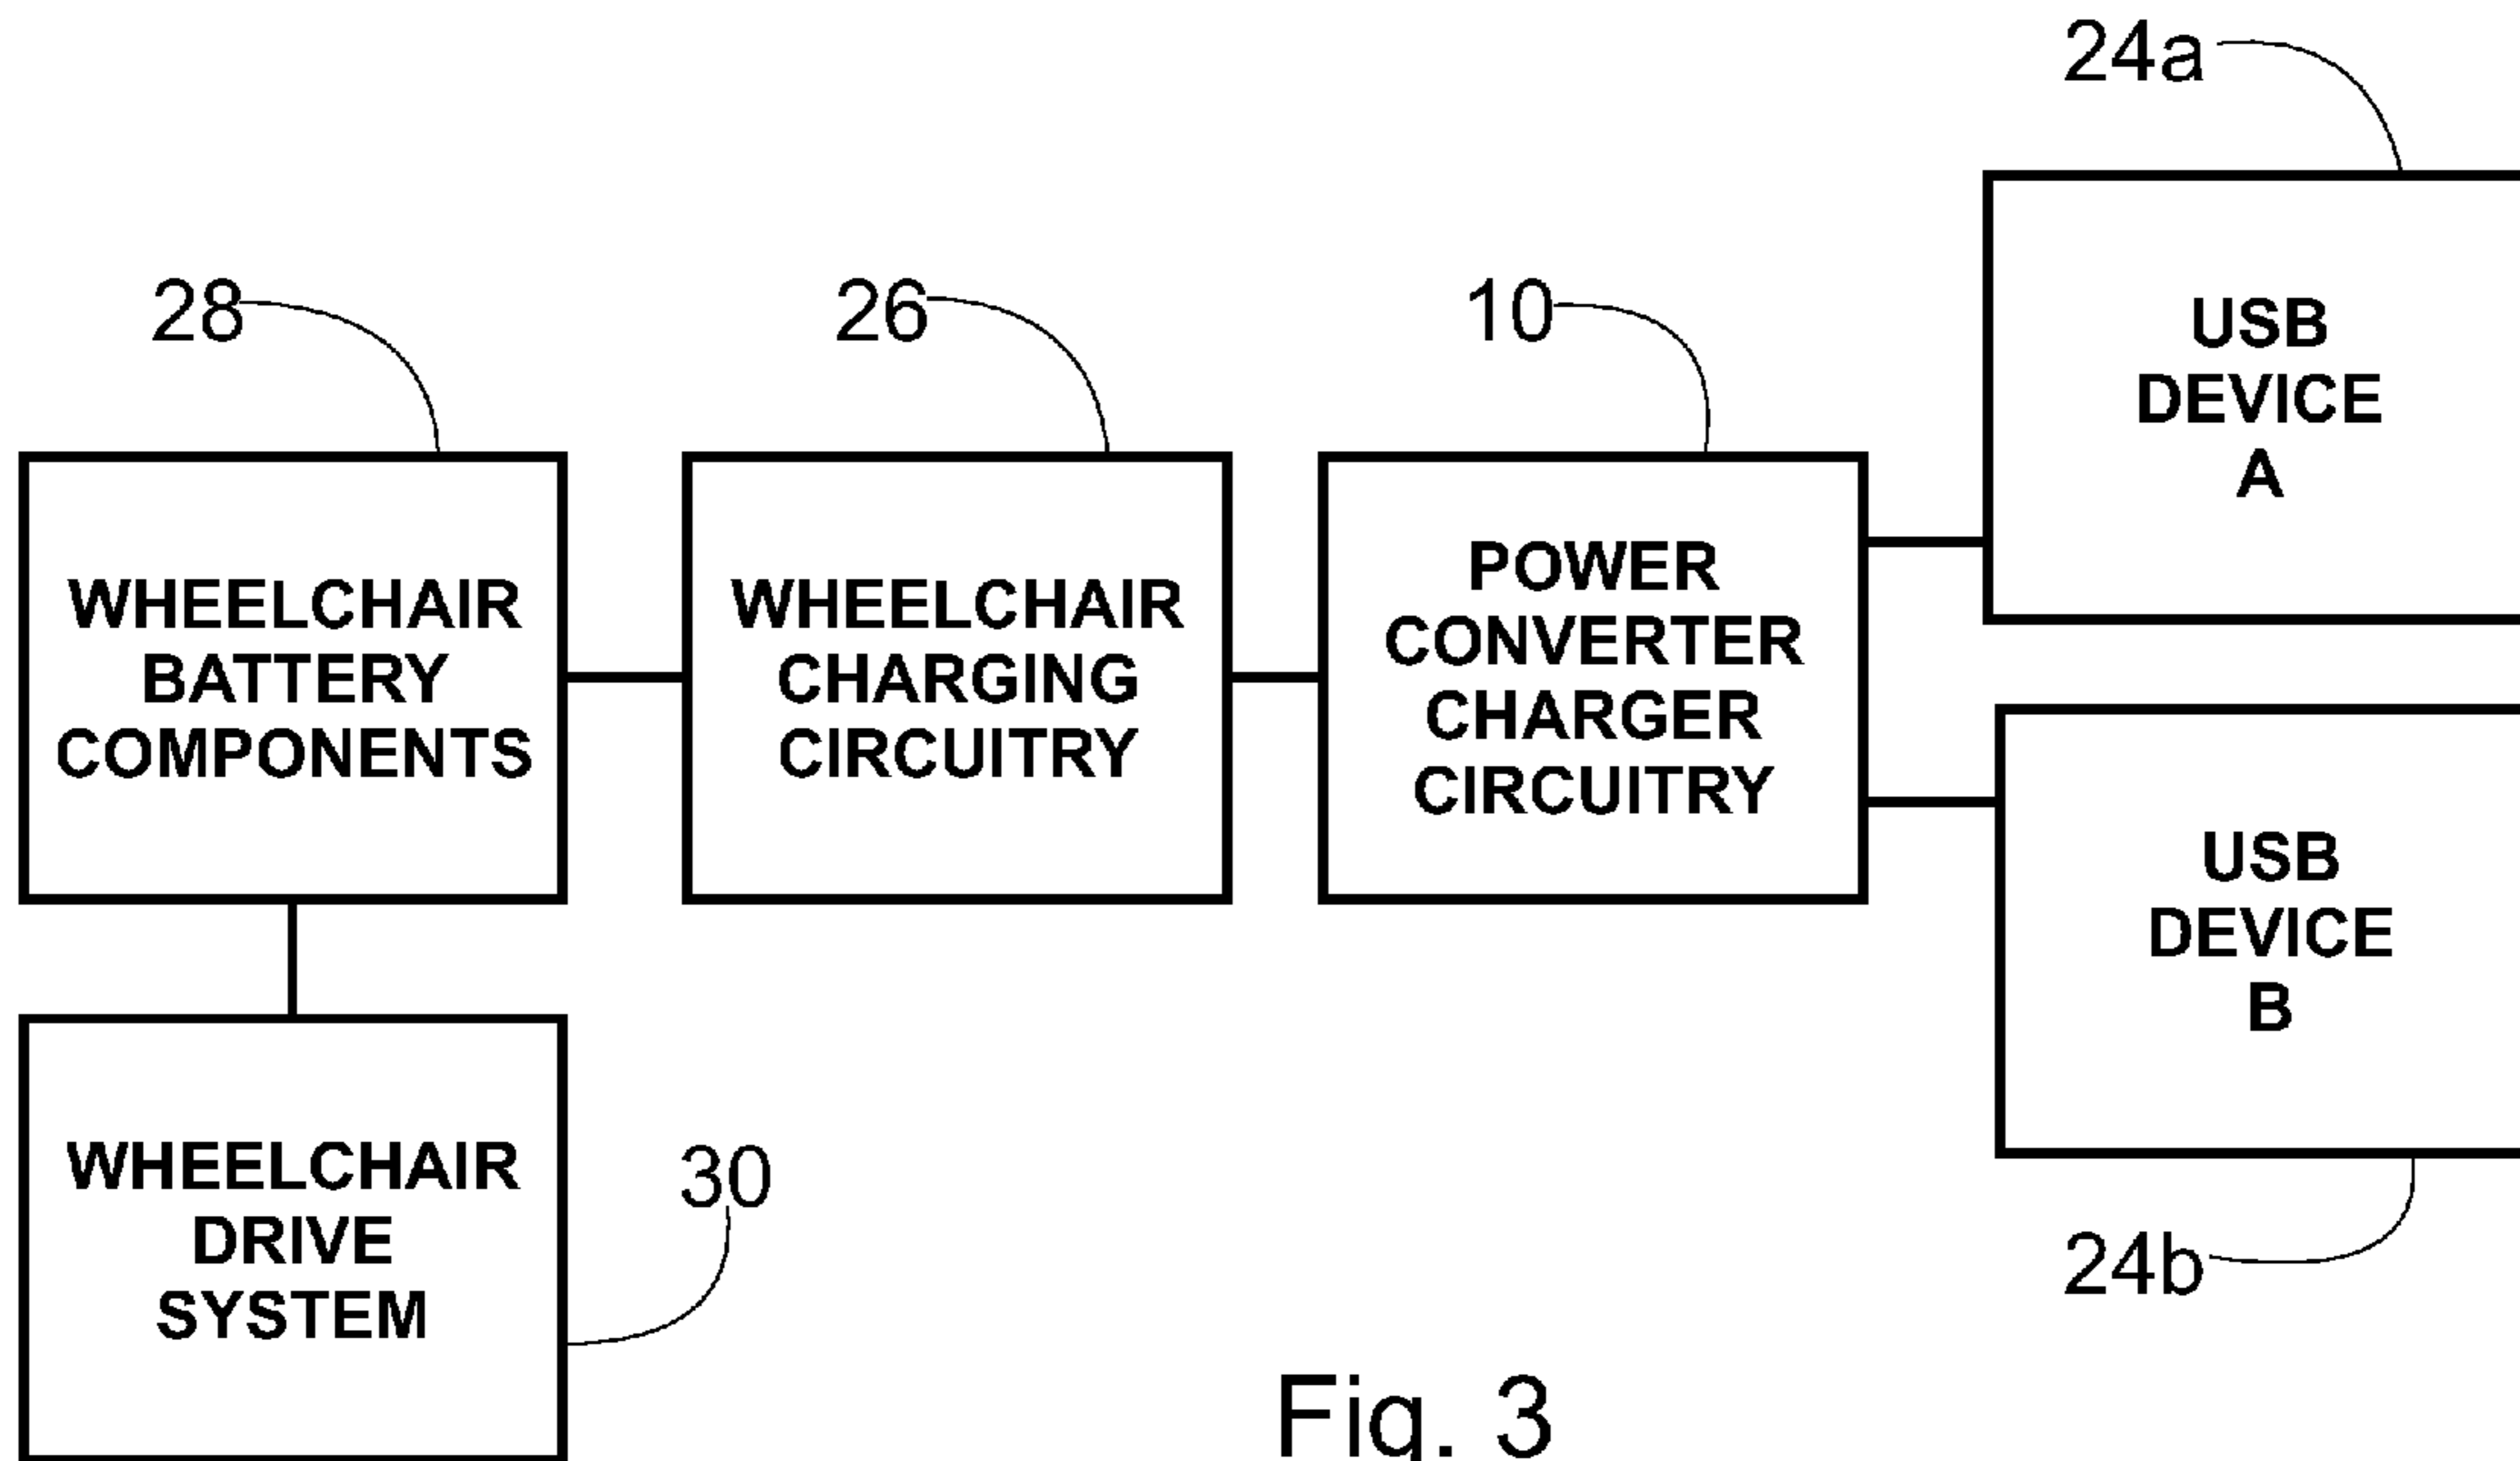 24a
28
26
10
USB
DEVICE
A
WHEELCHAIR
BATTERY
COMPONENTS
WHEELCHAIR
CHARGING
CIRCUITRY
POWER
CONVERTER
CHARGER
CIRCUITRY
USB
DEVICE
B
WHEELCHAIR
DRIVE
SYSTEM
30
24b
Fig. 3